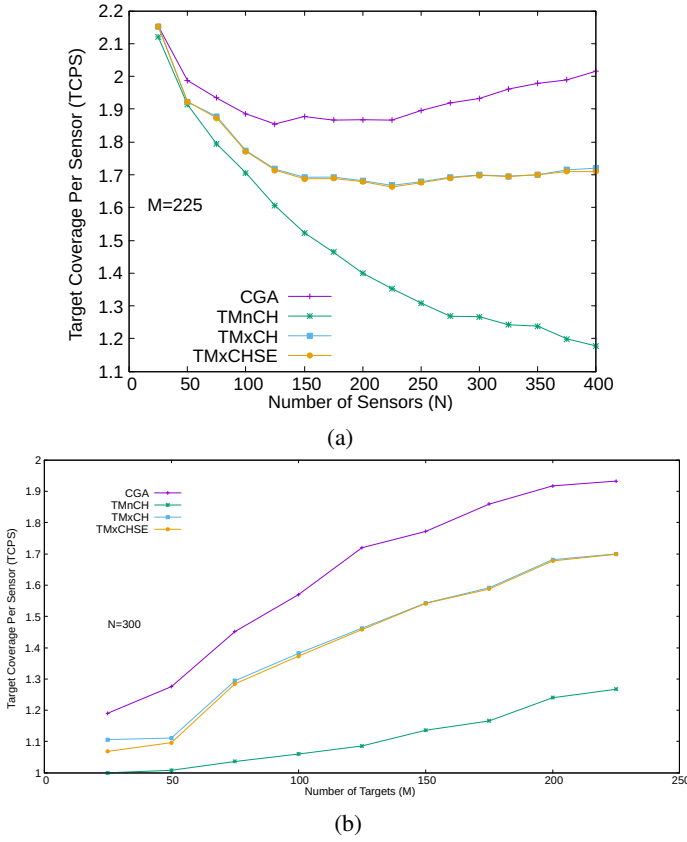 2.2
2.1
2
1.9
1.8
1.7
1.6
1.5
1.4
1.3
1.2
1.1
Target Coverage Per Sensor (TCPS)
M=225
CGA
TMnCH
TMxCH
TMxCHSE
0 50 100 150 200 250 300 350 400
Number of Sensors (N)
(a)
2
1.9
1.8
1.7
1.6
1.5
1.4
1.3
1.2
1.1
1
Target Coverage Per Sensor (TCPS)
CGA
TMnCH
TMxCH
TMxCHSE
N=300
0 50 100 150 200 250
Number of Targets (M)
(b)